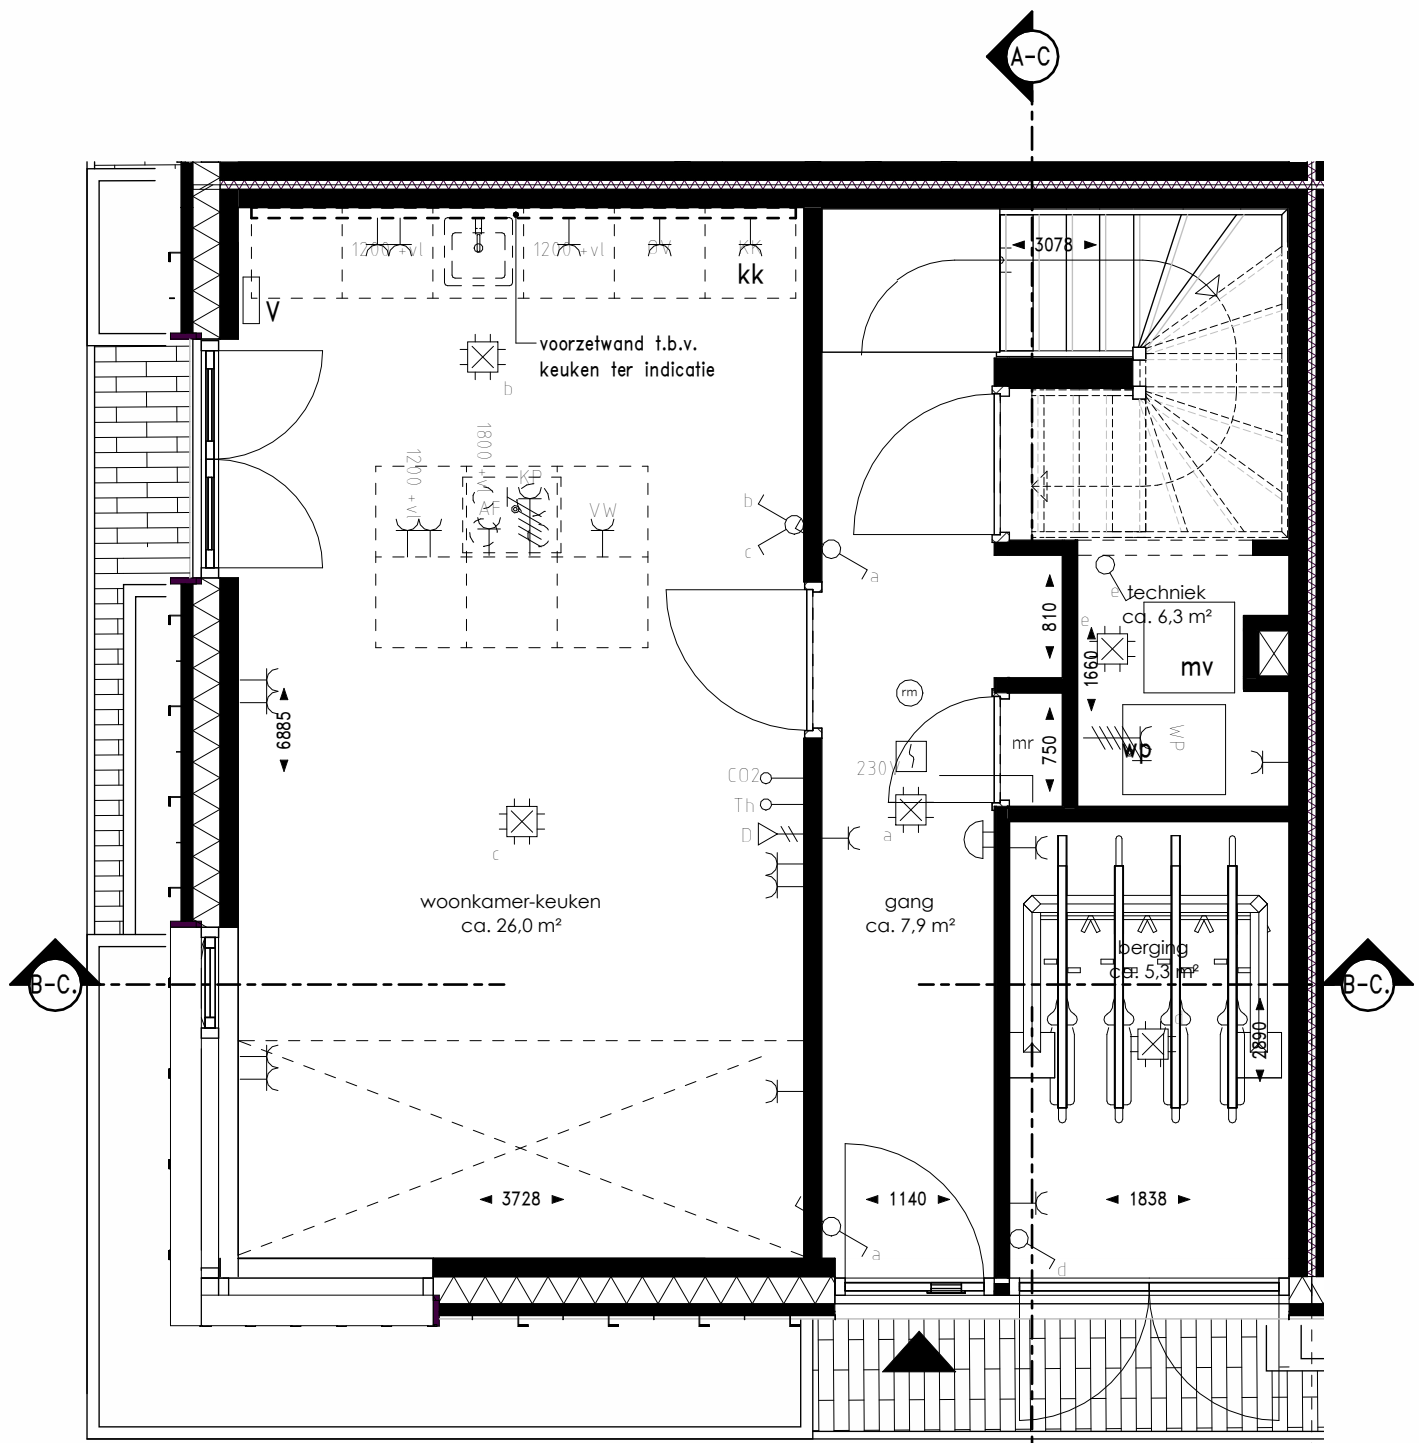 A-C
3078
1200 +vl
1200 +vl
kk
V
voorzetwand t.b.v.
keuken ter indicatie
b
1200 +vl
1800 +vl
KP
AF
VW
b
c
a
810
e
techniek
ca. 6,3 m²
e
1660
mv
6885
rm
mr
750
WP
wp
230V
CO2
Th
D
a
c
woonkamer-keuken
ca. 26,0 m²
gang
ca. 7,9 m²
berging
ca. 5,3 m²
B-C.
B-C.
2890
3728
1140
1838
a
d